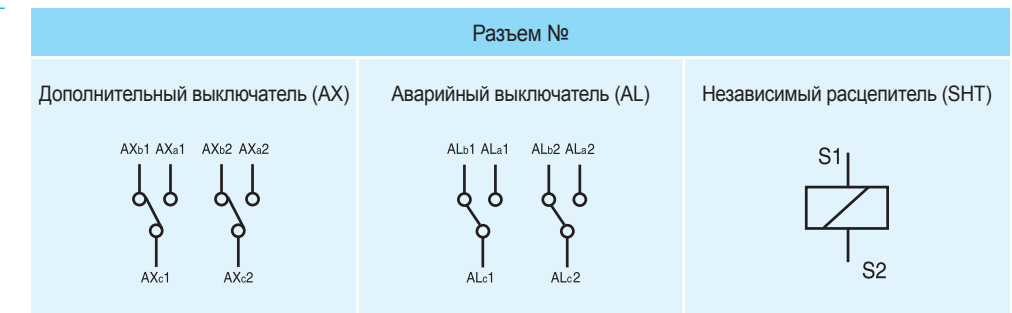 Разъем №
Дополнительный выключатель (AX)
Аварийный выключатель (AL)
Независимый расцепитель (SHT)
AXb1 AXa1 AXb2 AXa2
AXc1 AXc2
ALb1 ALa1 ALb2 ALa2
ALc1 ALc2
S1
S2